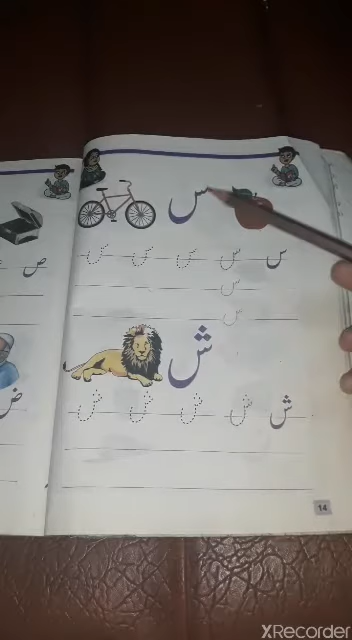 س
س س س س س
س
س
ش
ش ش ش ش ش
14
ص
ض
XRecorder